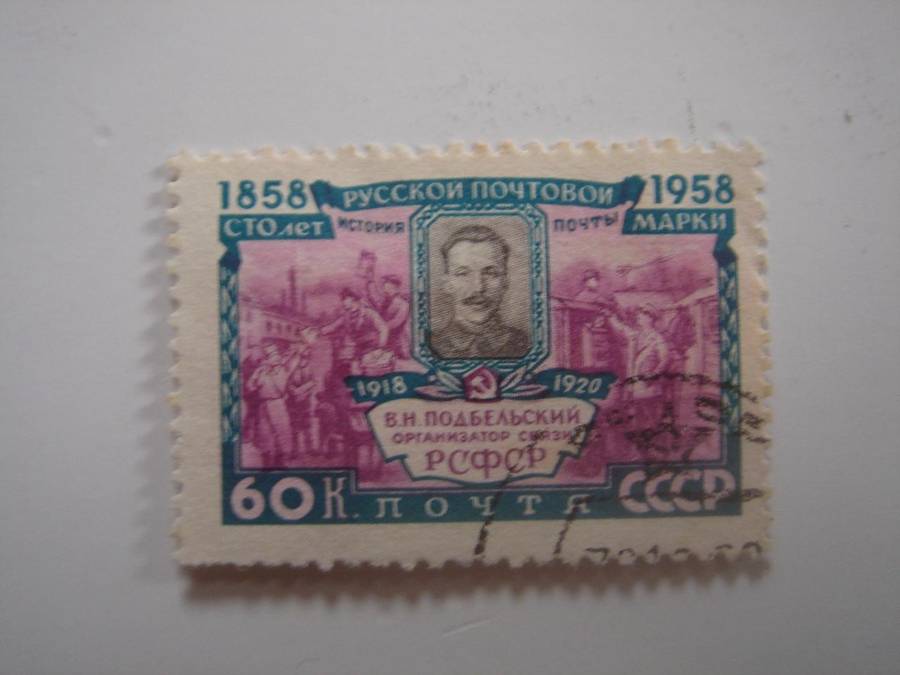 1858 РУССКОЙ ПОЧТОВОЙ 1958
СТО лет ИСТОРИЯ ПОЧТЫ МАРКИ
1918 1920
В.Н. ПОДБЕЛЬСКИЙ
ОРГАНИЗАТОР СВЯЗИ
РСФСР
60 К. ПОЧТА СССР